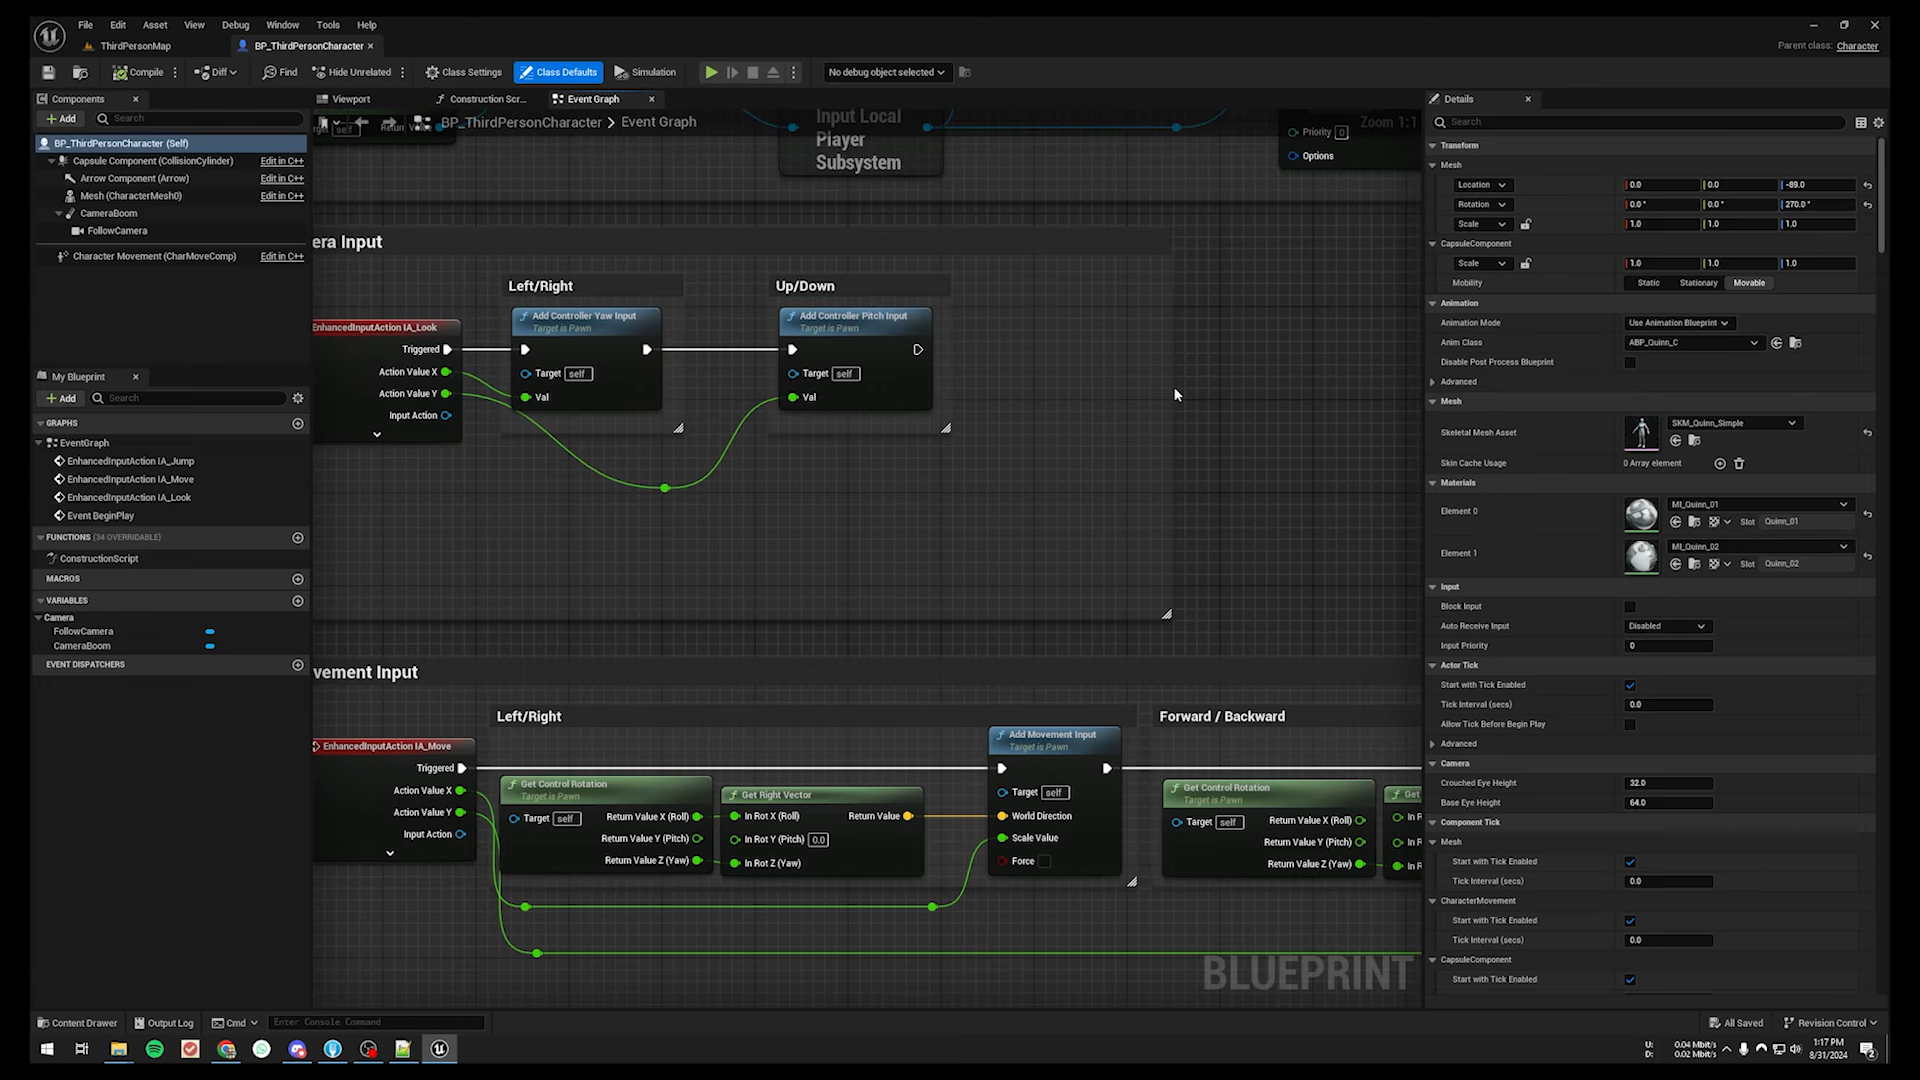 File Edit Asset View Debug Window Tools Help
ThirdPersonMap
BP_ThirdPersonCharacter
Parent class: Character
Compile
Diff
Find
Hide Unrelated
Class Settings
Class Defaults
Simulation
No debug object selected
Components
Add
Search
BP_ThirdPersonCharacter (Self)
Capsule Component (CollisionCylinder) Edit in C++
Arrow Component (Arrow) Edit in C++
Mesh (CharacterMesh0) Edit in C++
CameraBoom
FollowCamera
Character Movement (CharMoveComp) Edit in C++
My Blueprint
Add
Search
GRAPHS
EventGraph
EnhancedInputAction IA_Jump
EnhancedInputAction IA_Move
EnhancedInputAction IA_Look
Event BeginPlay
FUNCTIONS (34 OVERRIDABLE)
ConstructionScript
MACROS
VARIABLES
Camera
FollowCamera
CameraBoom
EVENT DISPATCHERS
Viewport
Construction Scr...
Event Graph
BP_ThirdPersonCharacter > Event Graph
Zoom 1:1
self
Input Local
Player
Subsystem
Priority 0
Options
era Input
Left/Right
Up/Down
EnhancedInputAction IA_Look
Triggered
Action Value X
Action Value Y
Input Action
Add Controller Yaw Input
Target is Pawn
Target self
Val
Add Controller Pitch Input
Target is Pawn
Target self
Val
vement Input
Left/Right
Forward / Backward
EnhancedInputAction IA_Move
Triggered
Action Value X
Action Value Y
Input Action
Get Control Rotation
Target is Pawn
Target self
Return Value X (Roll)
Return Value Y (Pitch)
Return Value Z (Yaw)
Get Right Vector
In Rot X (Roll) Return Value
In Rot Y (Pitch) 0.0
In Rot Z (Yaw)
Add Movement Input
Target is Pawn
Target self
World Direction
Scale Value
Force
Get Control Rotation
Target is Pawn
Target self
Return Value X (Roll)
Return Value Y (Pitch)
Return Value Z (Yaw)
Get
In R
In R
In R
BLUEPRINT
Details
Search
Transform
Mesh
Location 0.0 0.0 -89.0
Rotation 0.0 ° 0.0 ° 270.0 °
Scale 1.0 1.0 1.0
CapsuleComponent
Scale 1.0 1.0 1.0
Mobility Static Stationary Movable
Animation
Animation Mode Use Animation Blueprint
Anim Class ABP_Quinn_C
Disable Post Process Blueprint
Advanced
Mesh
Skeletal Mesh Asset SKM_Quinn_Simple
Skin Cache Usage 0 Array element
Materials
Element 0 MI_Quinn_01
Slot Quinn_01
Element 1 MI_Quinn_02
Slot Quinn_02
Input
Block Input
Auto Receive Input Disabled
Input Priority 0
Actor Tick
Start with Tick Enabled
Tick Interval (secs) 0.0
Allow Tick Before Begin Play
Advanced
Camera
Crouched Eye Height 32.0
Base Eye Height 64.0
Component Tick
Mesh
Start with Tick Enabled
Tick Interval (secs) 0.0
CharacterMovement
Start with Tick Enabled
Tick Interval (secs) 0.0
CapsuleComponent
Start with Tick Enabled
Content Drawer
Output Log
Cmd
Enter Console Command
All Saved
Revision Control
U: 0.04 Mbit/s
D: 0.02 Mbit/s
1:17 PM
8/31/2024
2